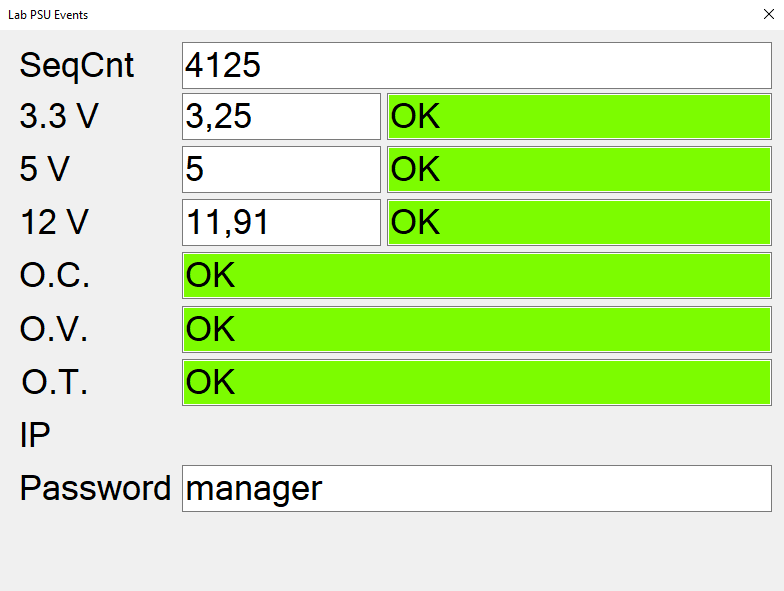 Lab PSU Events
SeqCnt 4125
3.3 V 3,25 OK
5 V 5 OK
12 V 11,91 OK
O.C. OK
O.V. OK
O.T. OK
IP
Password manager